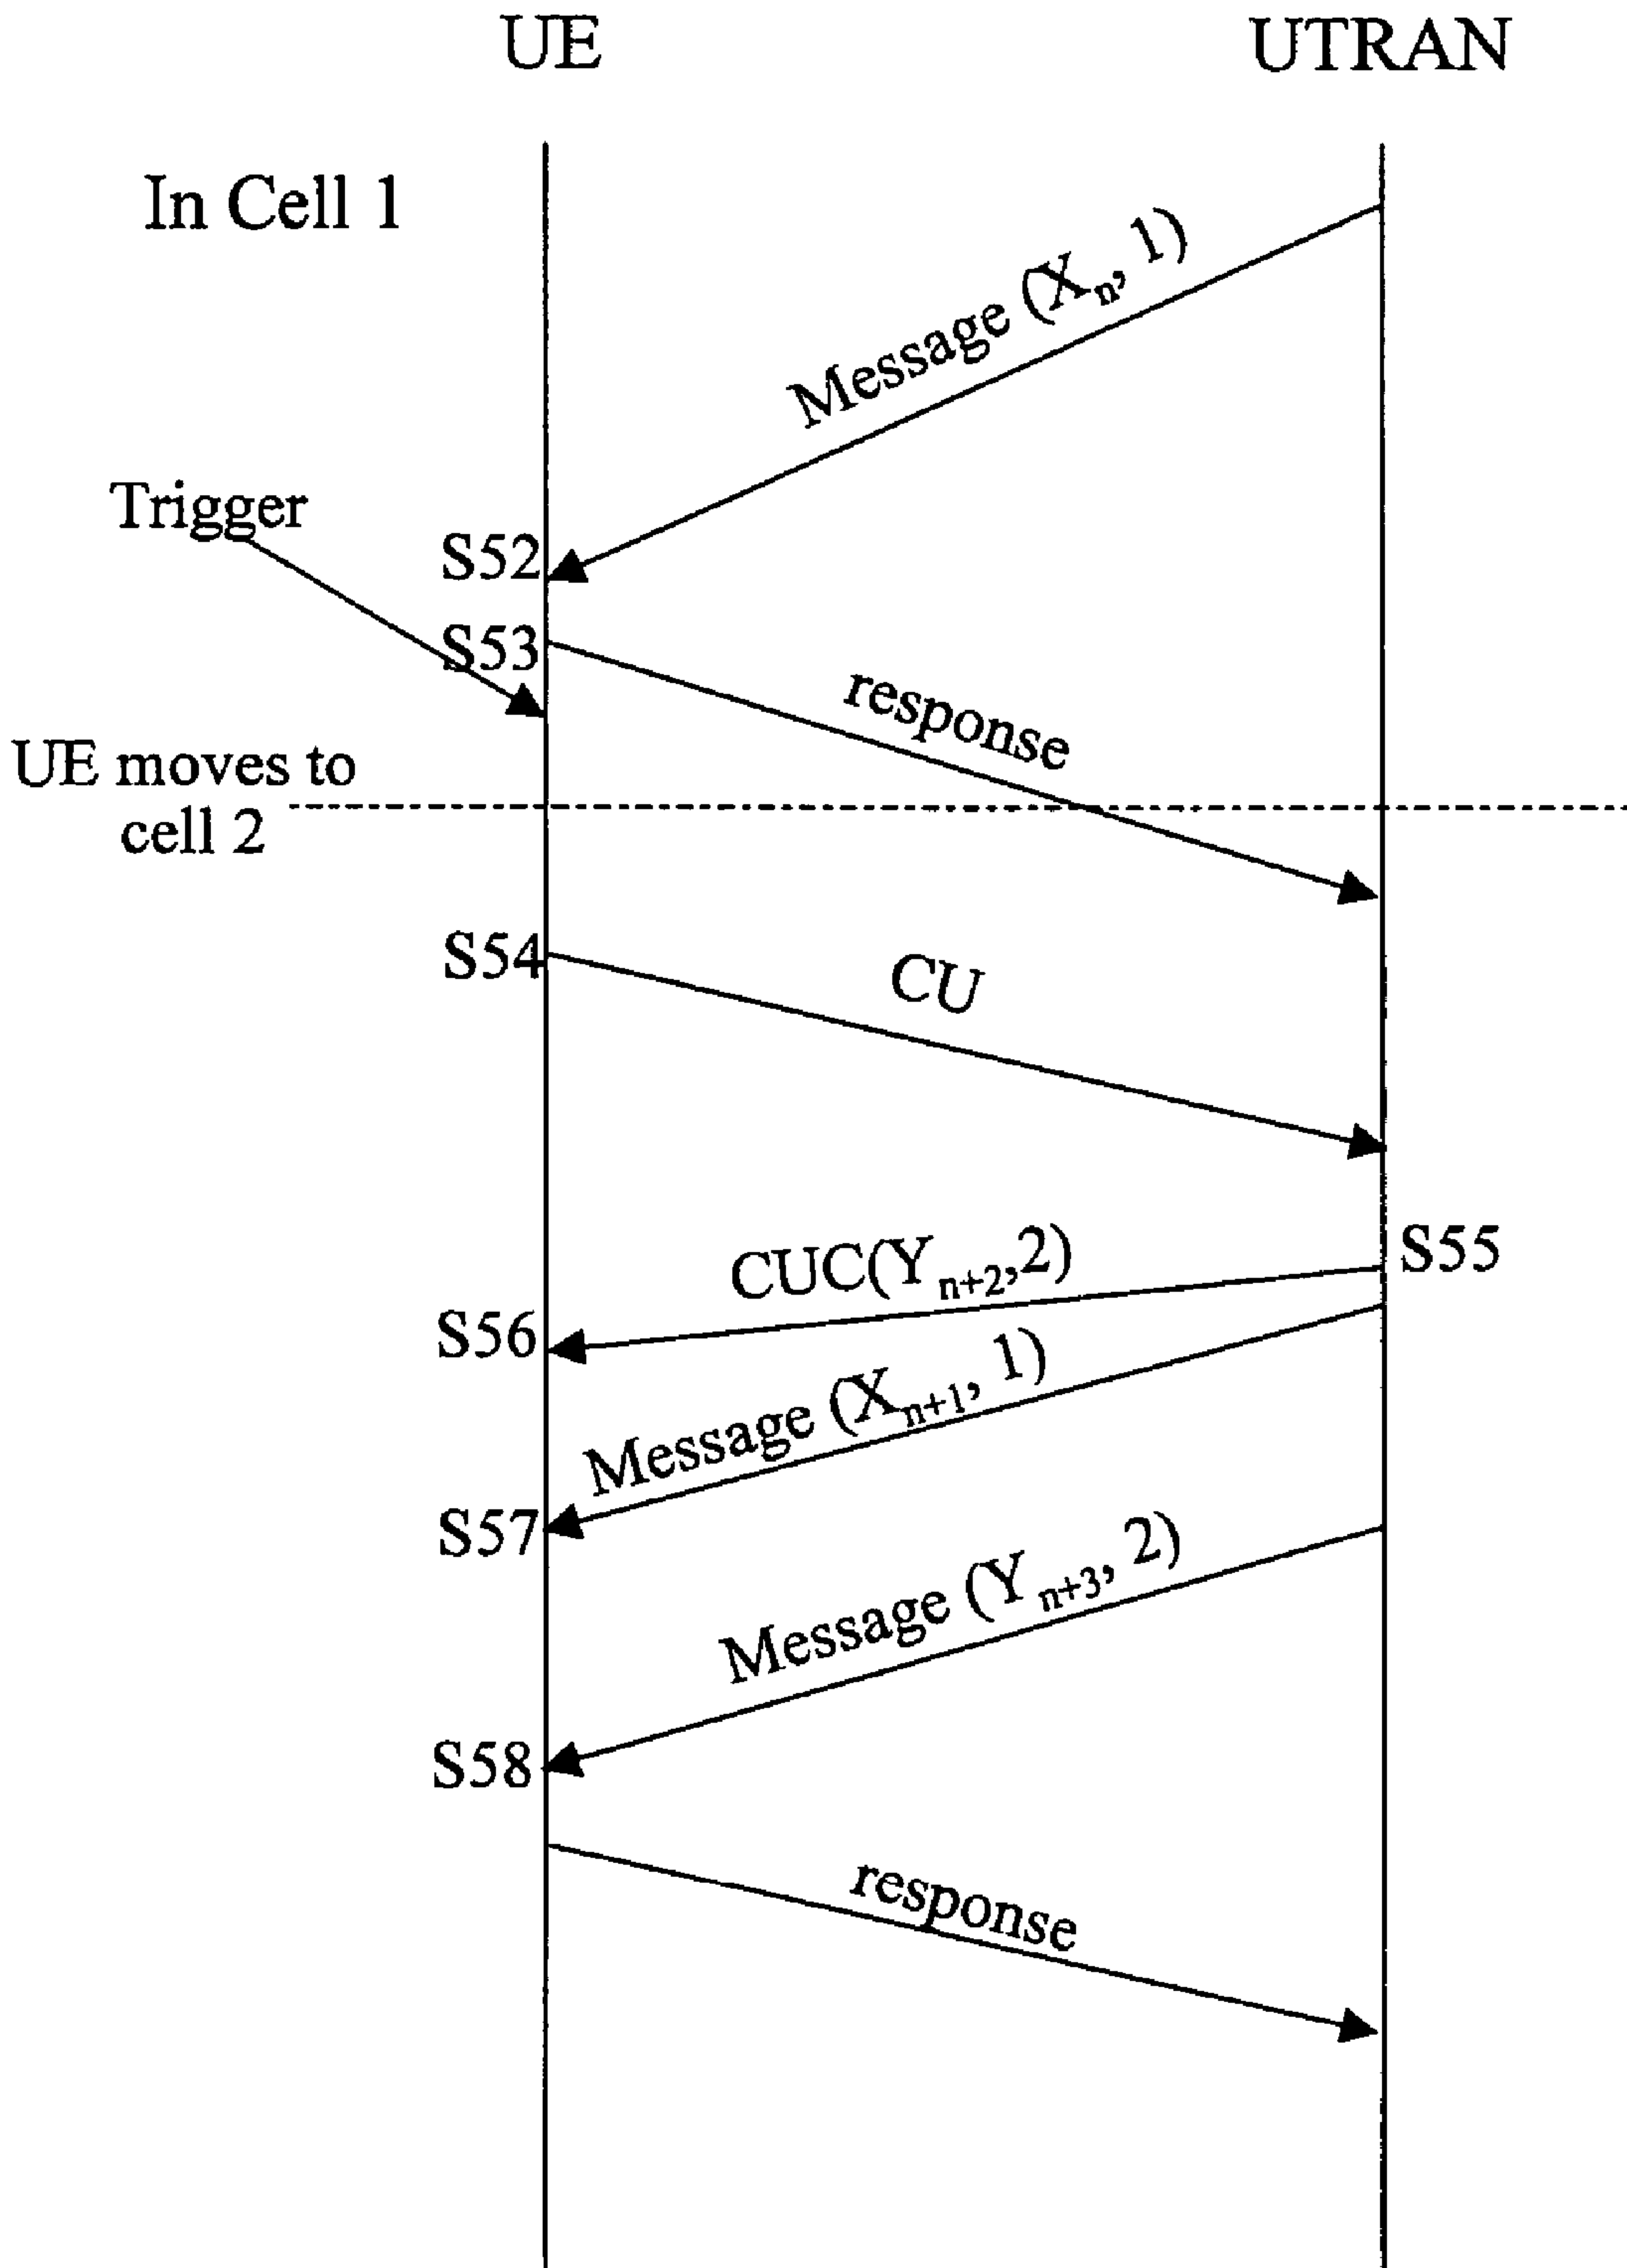 UE
UTRAN
In Cell 1
Message (Xₙ, 1)
Trigger
S52
S53
response
UE moves to
cell 2
S54
CU
S55
CUC(Yₙ₊₂,2)
S56
Message (Xₙ₊₁, 1)
S57
Message (Yₙ₊₃, 2)
S58
response